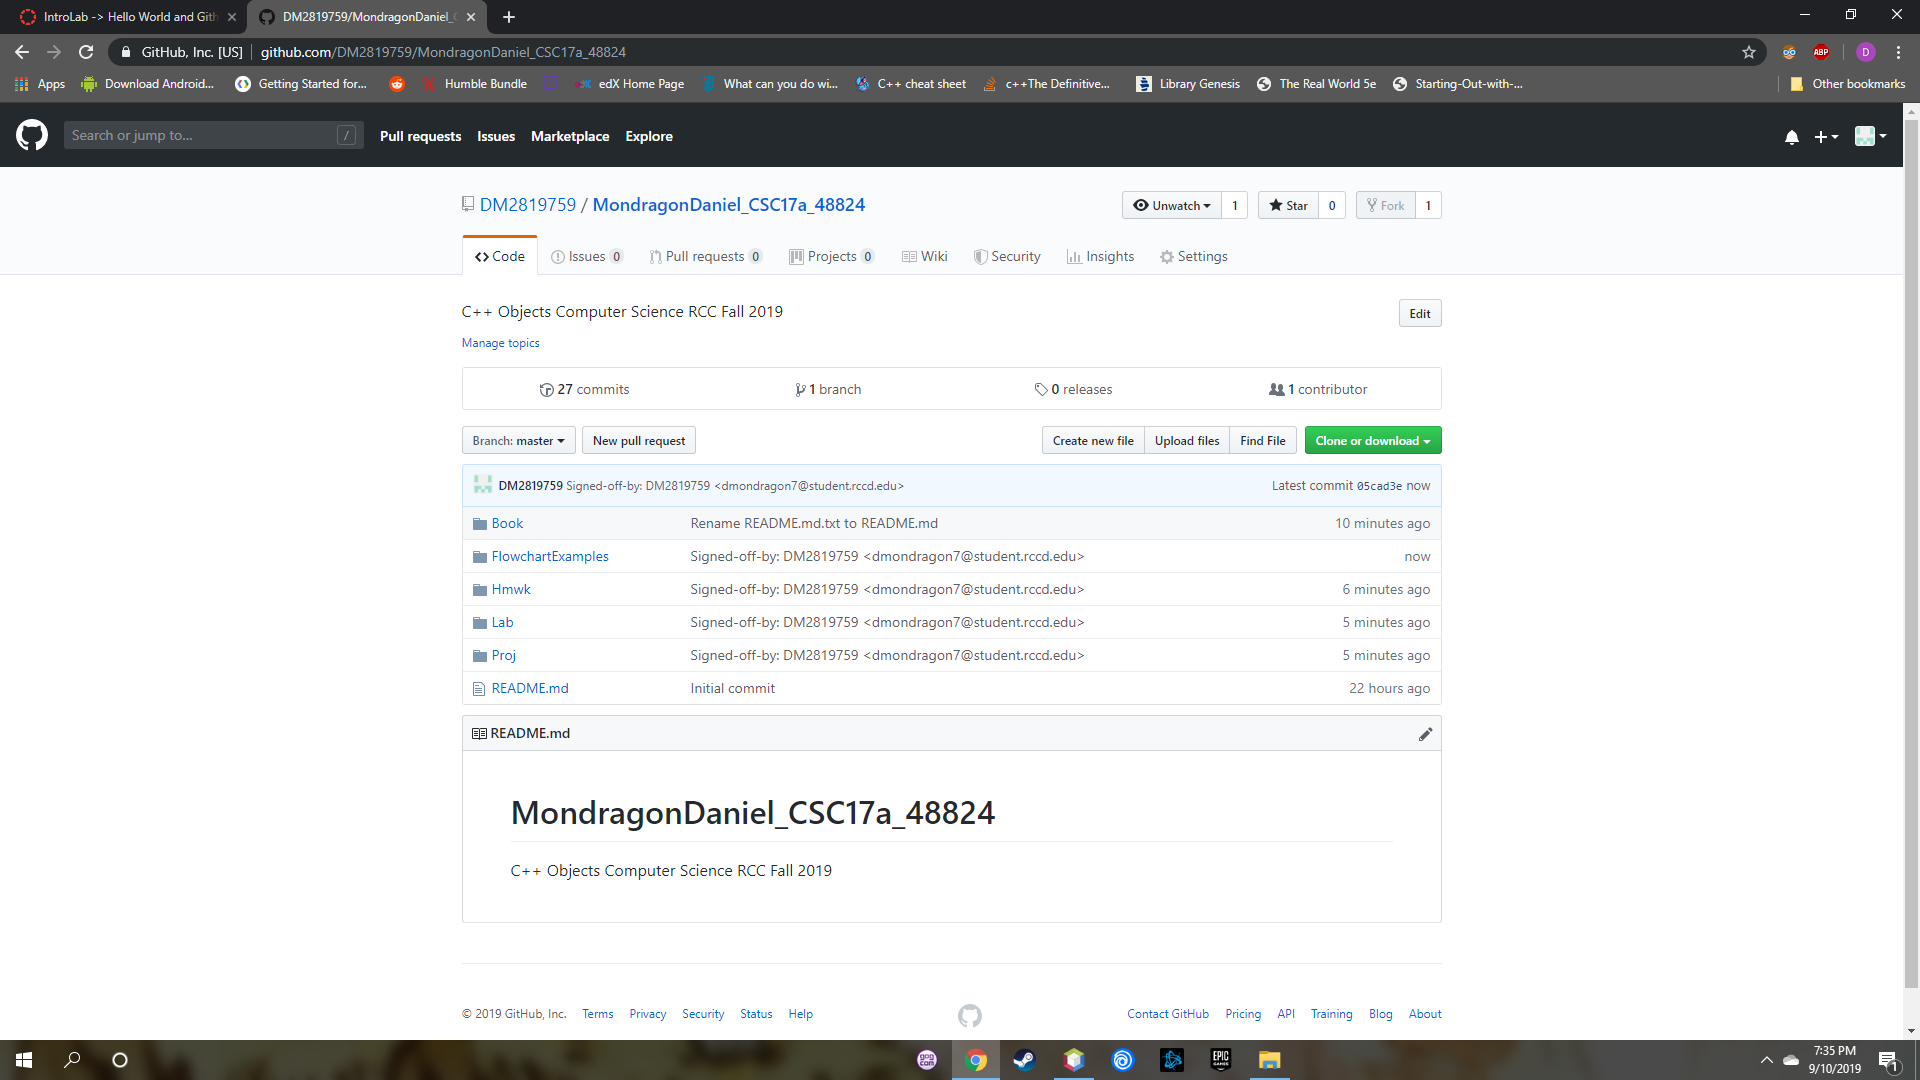 IntroLab -> Hello World and Gith
DM2819759/MondragonDaniel_C
GitHub, Inc. [US] github.com/DM2819759/MondragonDaniel_CSC17a_48824
ABP
D
Apps Download Android... Getting Started for... Humble Bundle edX Home Page What can you do wi... C++ cheat sheet c++The Definitive... Library Genesis The Real World 5e Starting-Out-with-... Other bookmarks
Search or jump to... / Pull requests Issues Marketplace Explore
DM2819759 / MondragonDaniel_CSC17a_48824 Unwatch 1 Star 0 Fork 1
Code Issues 0 Pull requests 0 Projects 0 Wiki Security Insights Settings
C++ Objects Computer Science RCC Fall 2019 Edit
Manage topics
27 commits 1 branch 0 releases 1 contributor
Branch: master New pull request Create new file Upload files Find File Clone or download
DM2819759 Signed-off-by: DM2819759 <dmondragon7@student.rccd.edu> Latest commit 05cad3e now
Book Rename README.md.txt to README.md 10 minutes ago
FlowchartExamples Signed-off-by: DM2819759 <dmondragon7@student.rccd.edu> now
Hmwk Signed-off-by: DM2819759 <dmondragon7@student.rccd.edu> 6 minutes ago
Lab Signed-off-by: DM2819759 <dmondragon7@student.rccd.edu> 5 minutes ago
Proj Signed-off-by: DM2819759 <dmondragon7@student.rccd.edu> 5 minutes ago
README.md Initial commit 22 hours ago
README.md
MondragonDaniel_CSC17a_48824
C++ Objects Computer Science RCC Fall 2019
© 2019 GitHub, Inc. Terms Privacy Security Status Help Contact GitHub Pricing API Training Blog About
GOG COM
EPIC GAMES
7:35 PM
9/10/2019
1